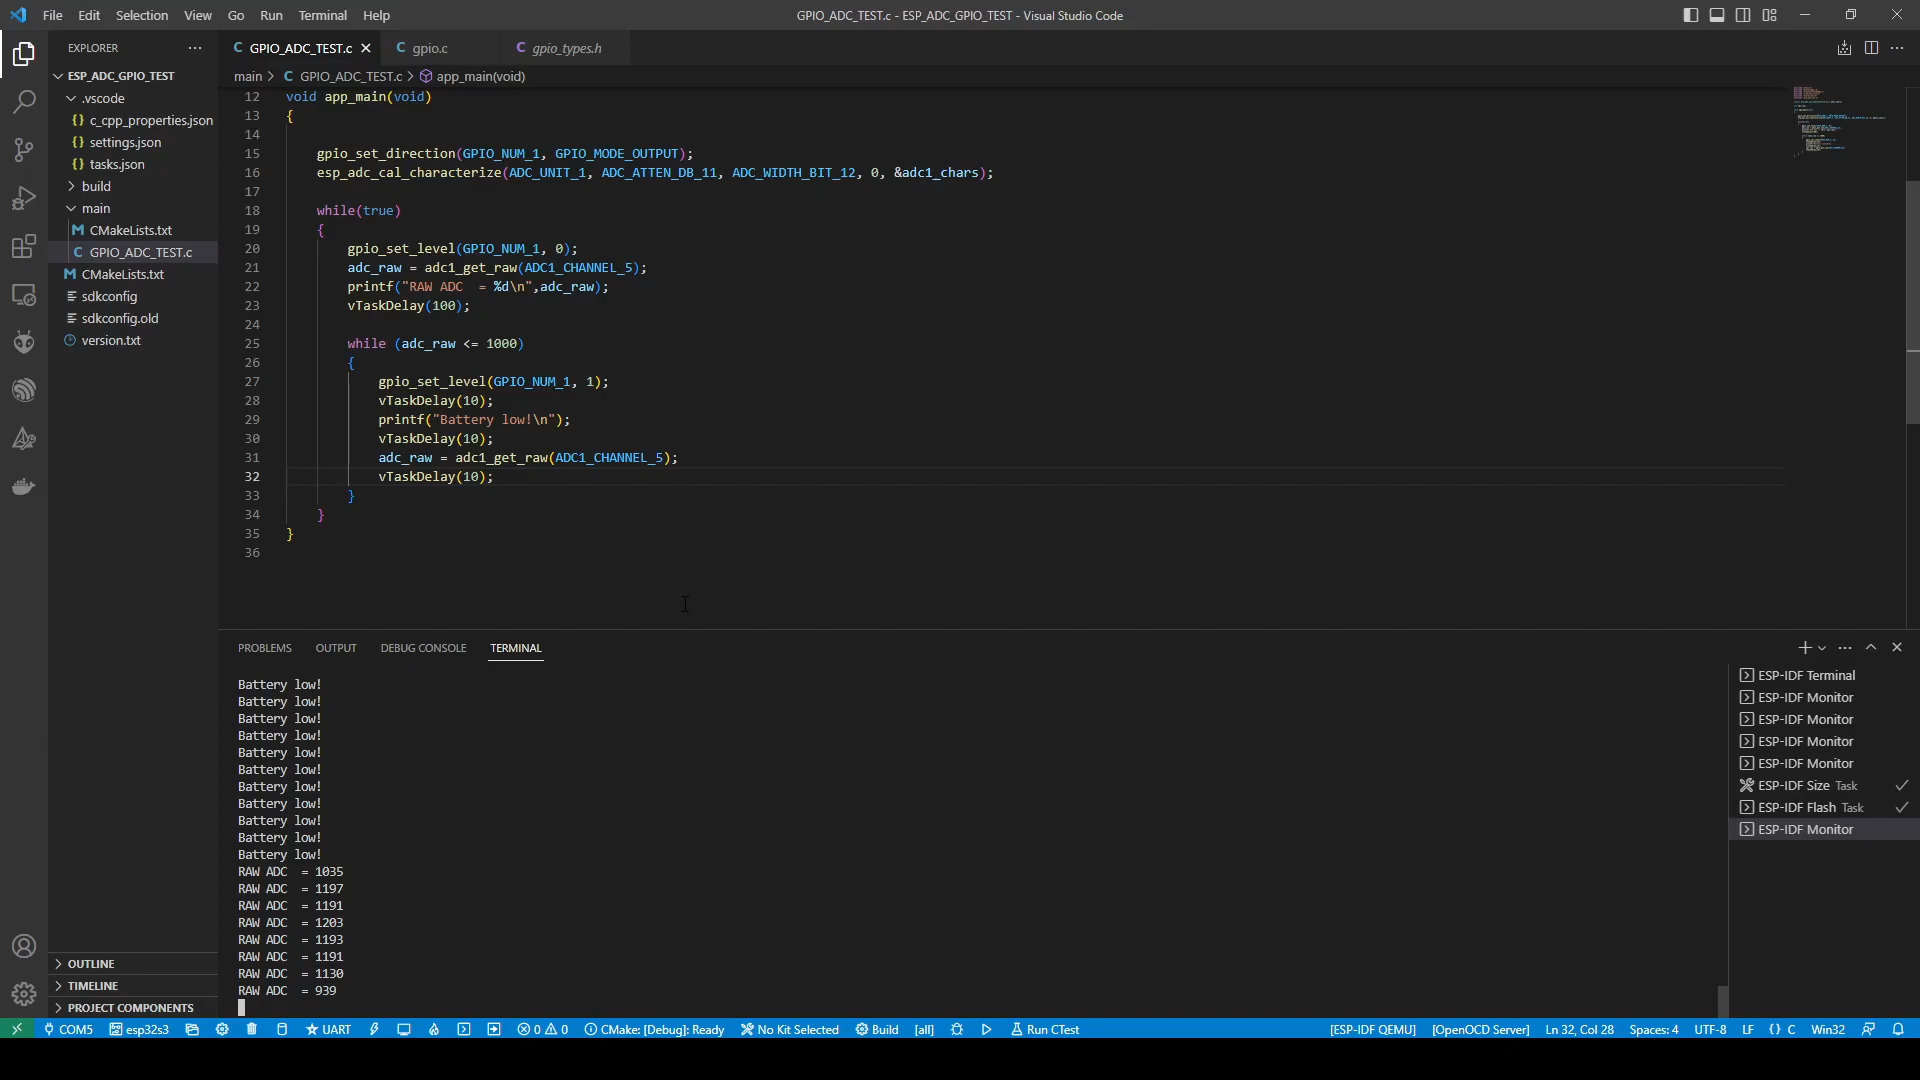 File Edit Selection View Go Run Terminal Help
GPIO_ADC_TEST.c - ESP_ADC_GPIO_TEST - Visual Studio Code
EXPLORER
ESP_ADC_GPIO_TEST
.vscode
{} c_cpp_properties.json
{} settings.json
{} tasks.json
build
main
M CMakeLists.txt
C GPIO_ADC_TEST.c
M CMakeLists.txt
sdkconfig
sdkconfig.old
version.txt
OUTLINE
TIMELINE
PROJECT COMPONENTS
C GPIO_ADC_TEST.c
C gpio.c
C gpio_types.h
main > C GPIO_ADC_TEST.c > app_main(void)
12 void app_main(void)
13 {
14
15 gpio_set_direction(GPIO_NUM_1, GPIO_MODE_OUTPUT);
16 esp_adc_cal_characterize(ADC_UNIT_1, ADC_ATTEN_DB_11, ADC_WIDTH_BIT_12, 0, &adc1_chars);
17
18 while(true)
19 {
20 gpio_set_level(GPIO_NUM_1, 0);
21 adc_raw = adc1_get_raw(ADC1_CHANNEL_5);
22 printf("RAW ADC  = %d\n",adc_raw);
23 vTaskDelay(100);
24
25 while (adc_raw <= 1000)
26 {
27 gpio_set_level(GPIO_NUM_1, 1);
28 vTaskDelay(10);
29 printf("Battery low!\n");
30 vTaskDelay(10);
31 adc_raw = adc1_get_raw(ADC1_CHANNEL_5);
32 vTaskDelay(10);
33 }
34 }
35 }
36
PROBLEMS OUTPUT DEBUG CONSOLE TERMINAL
Battery low!
Battery low!
Battery low!
Battery low!
Battery low!
Battery low!
Battery low!
Battery low!
Battery low!
Battery low!
Battery low!
RAW ADC  = 1035
RAW ADC  = 1197
RAW ADC  = 1191
RAW ADC  = 1203
RAW ADC  = 1193
RAW ADC  = 1191
RAW ADC  = 1130
RAW ADC  = 939
ESP-IDF Terminal
ESP-IDF Monitor
ESP-IDF Monitor
ESP-IDF Monitor
ESP-IDF Monitor
ESP-IDF Size Task
ESP-IDF Flash Task
ESP-IDF Monitor
COM5 esp32s3 UART 0 0 CMake: [Debug]: Ready No Kit Selected Build [all] Run CTest [ESP-IDF QEMU] [OpenOCD Server] Ln 32, Col 28 Spaces: 4 UTF-8 LF {} C Win32